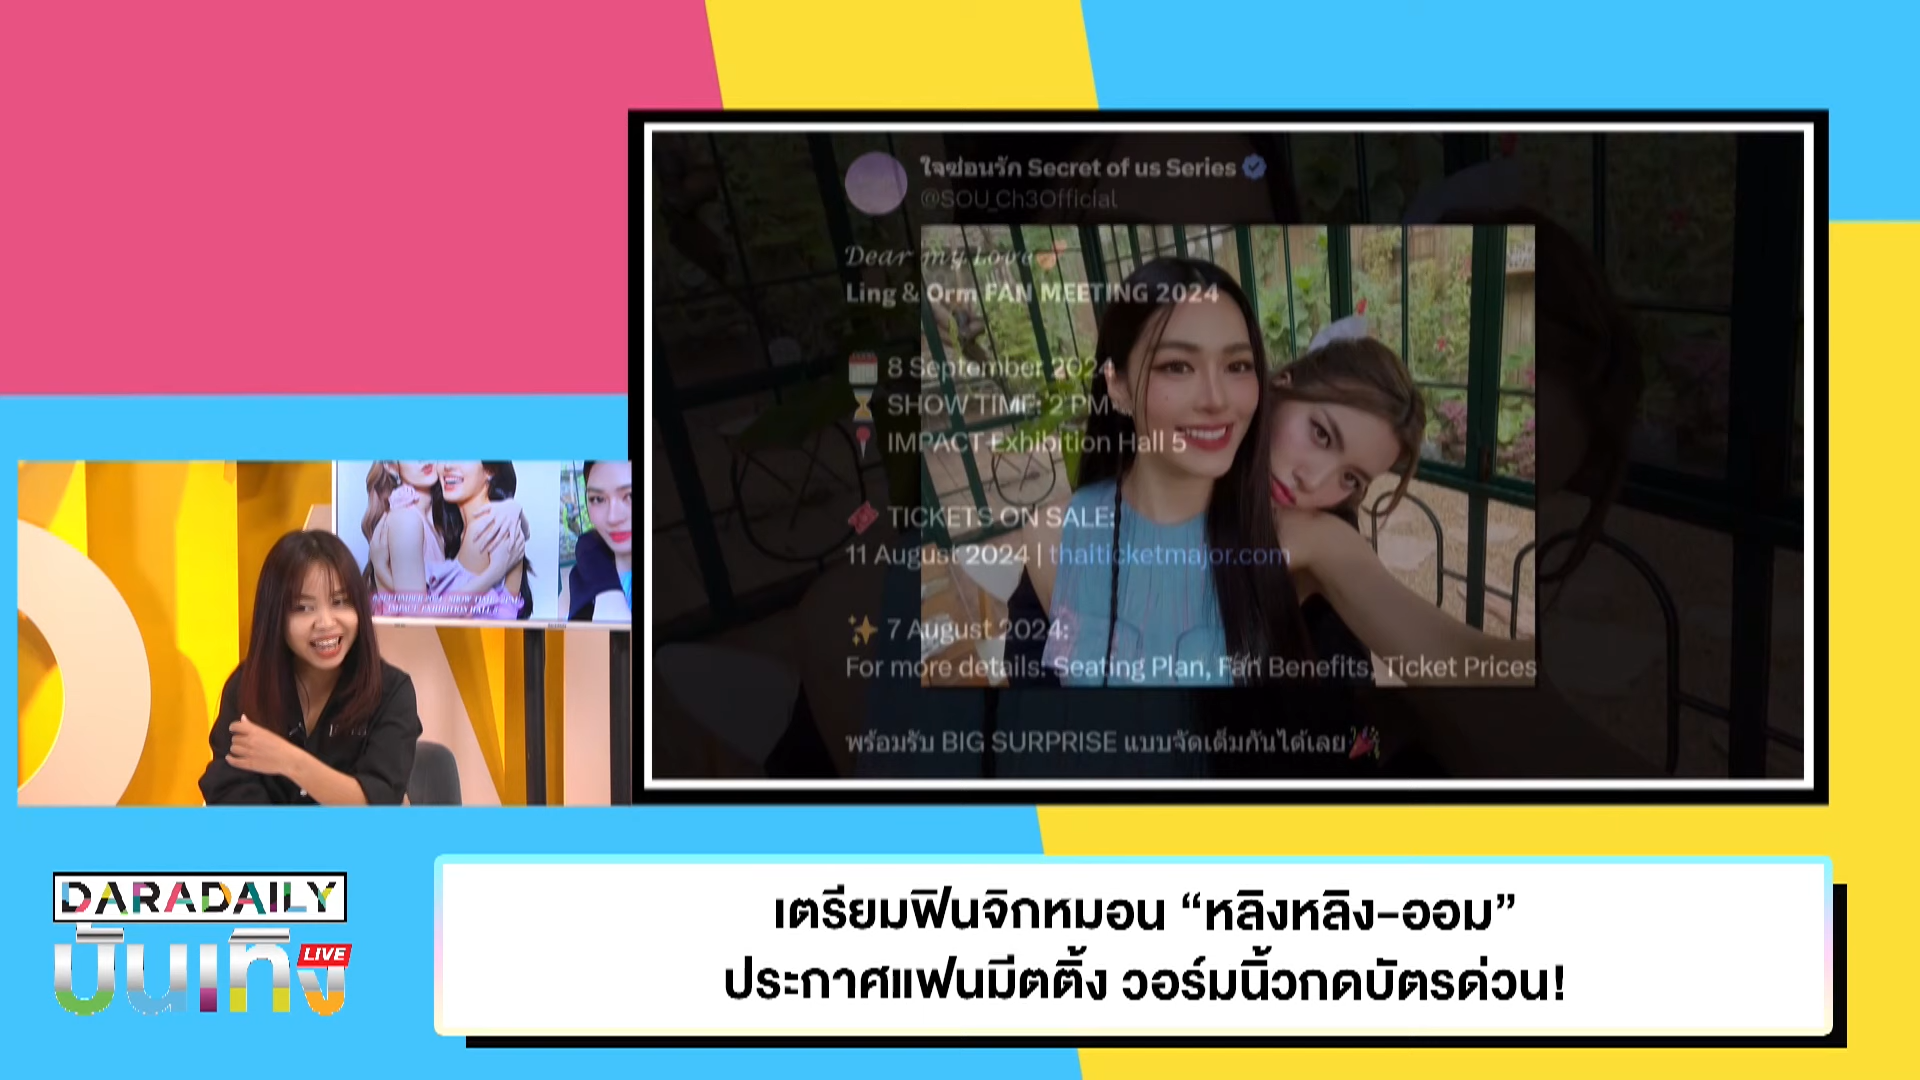 ใจซ่อนรัก Secret of us Series
@SOU_Ch3Official
Dear my Love
Ling & Orm FAN MEETING 2024
8 September 2024
SHOW TIME: 2 PM
IMPACT Exhibition Hall 5
TICKETS ON SALE:
11 August 2024 | thaiticketmajor.com
7 August 2024:
For more details: Seating Plan, Fan Benefits, Ticket Prices
พร้อมรับ BIG SURPRISE แบบจัดเต็มกันได้เลย
IMPACT EXHIBITION HALL 5
DARADAILY
บันเทิง LIVE
เตรียมฟินจิกหมอน “หลิงหลิง-ออม”
ประกาศแฟนมีตติ้ง วอร์มนิ้วกดบัตรด่วน!